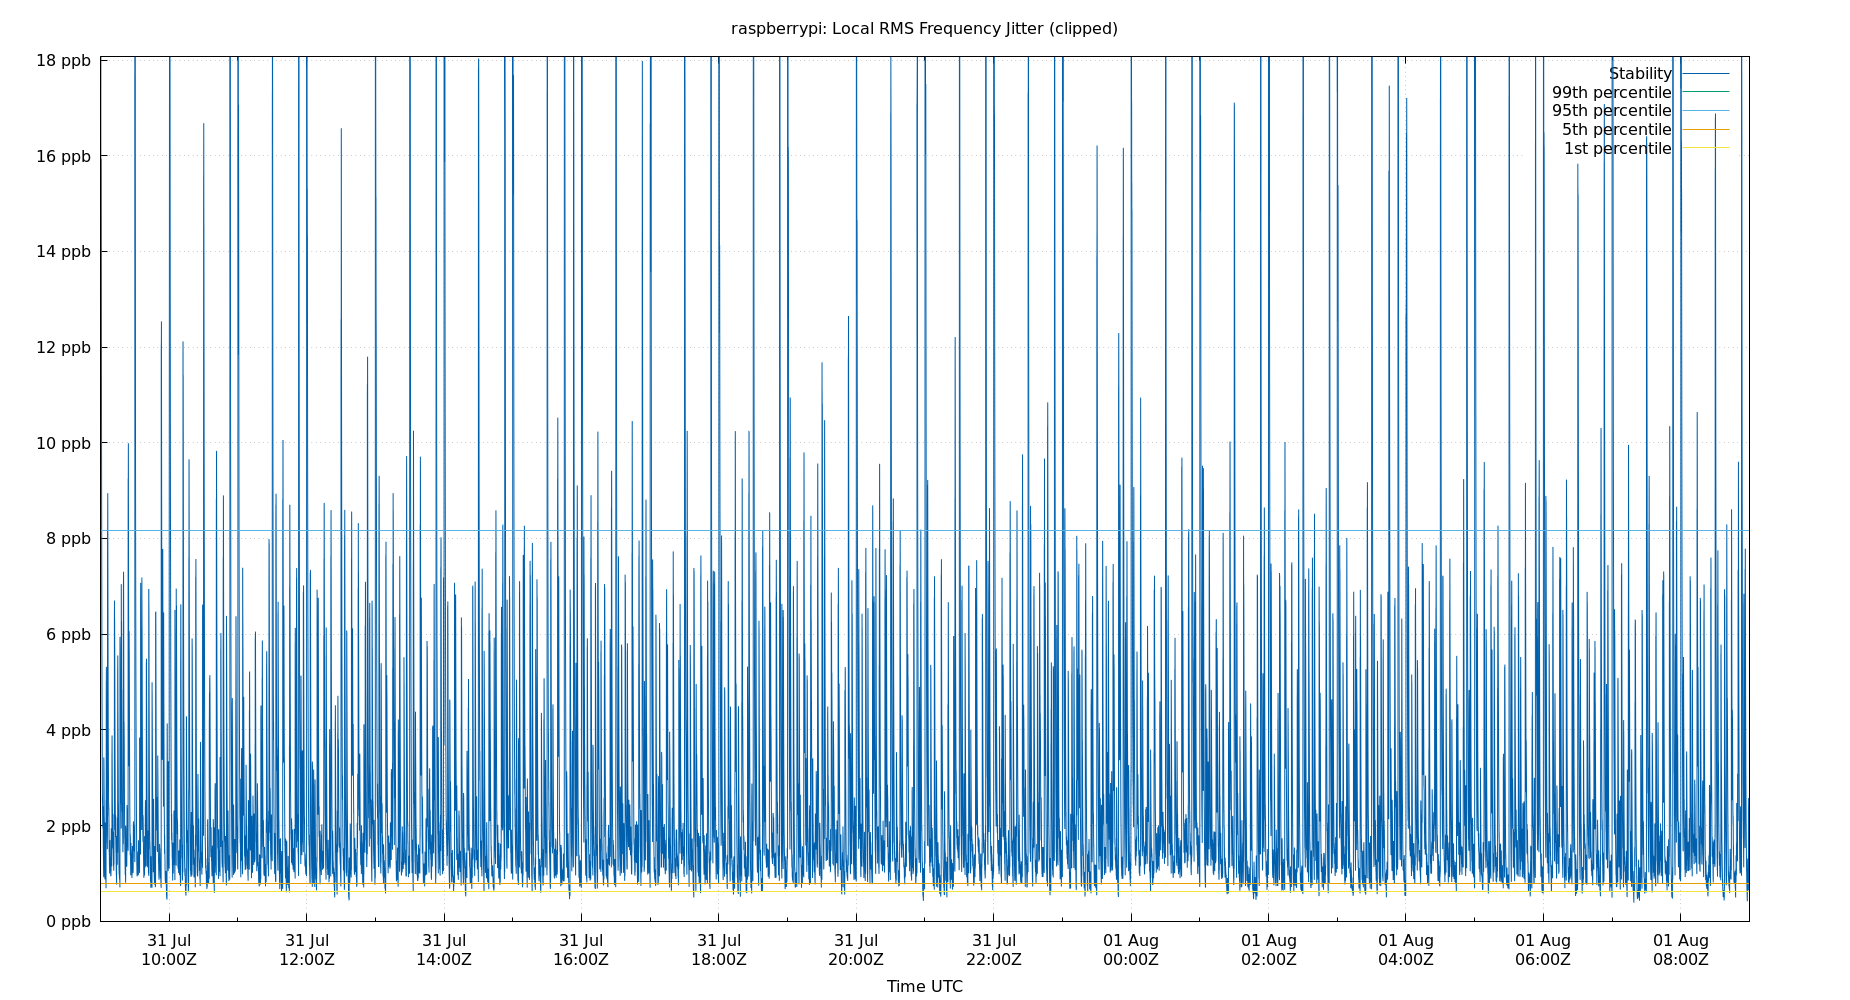 raspberrypi: Local RMS Frequency Jitter (clipped)
18 ppb
16 ppb
14 ppb
12 ppb
10 ppb
8 ppb
6 ppb
4 ppb
2 ppb
0 ppb
Stability
99th percentile
95th percentile
5th percentile
1st percentile
31 Jul 31 Jul 31 Jul 31 Jul 31 Jul 31 Jul 31 Jul 01 Aug 01 Aug 01 Aug 01 Aug 01 Aug
10:00Z 12:00Z 14:00Z 16:00Z 18:00Z 20:00Z 22:00Z 00:00Z 02:00Z 04:00Z 06:00Z 08:00Z
Time UTC